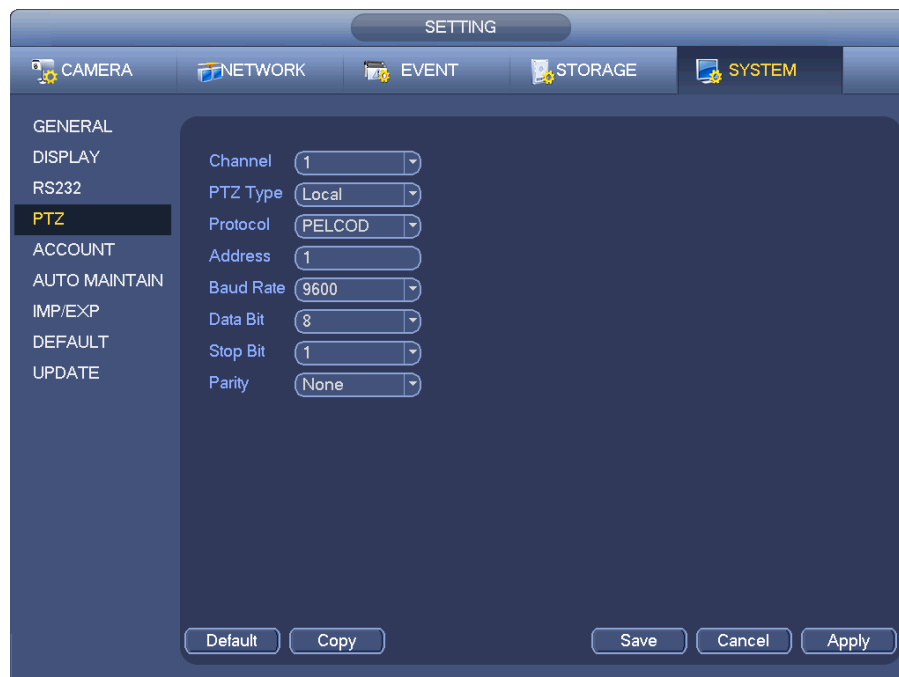 SETTING
CAMERA NETWORK EVENT STORAGE SYSTEM
GENERAL
DISPLAY
RS232
PTZ
ACCOUNT
AUTO MAINTAIN
IMP/EXP
DEFAULT
UPDATE
Channel 1
PTZ Type Local
Protocol PELCOD
Address 1
Baud Rate 9600
Data Bit 8
Stop Bit 1
Parity None
Default Copy Save Cancel Apply